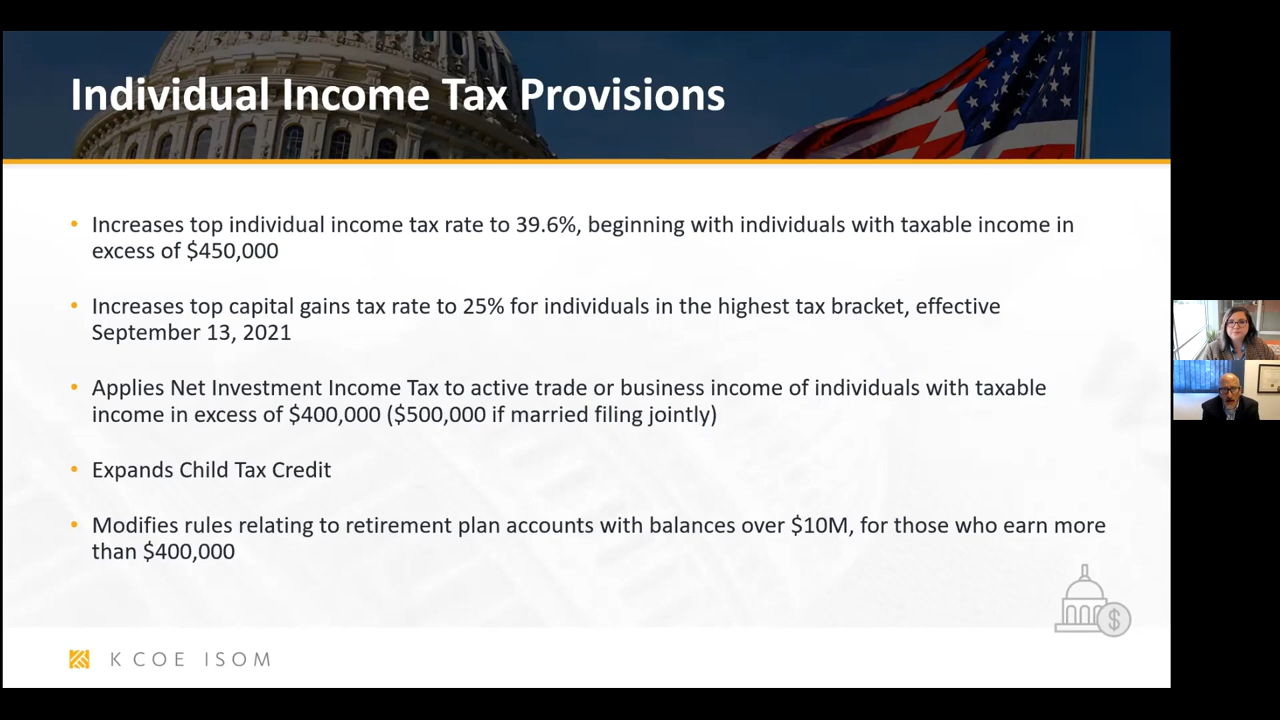 Individual Income Tax Provisions
• Increases top individual income tax rate to 39.6%, beginning with individuals with taxable income in
excess of $450,000
• Increases top capital gains tax rate to 25% for individuals in the highest tax bracket, effective
September 13, 2021
• Applies Net Investment Income Tax to active trade or business income of individuals with taxable
income in excess of $400,000 ($500,000 if married filing jointly)
• Expands Child Tax Credit
• Modifies rules relating to retirement plan accounts with balances over $10M, for those who earn more
than $400,000
$
K COE ISOM